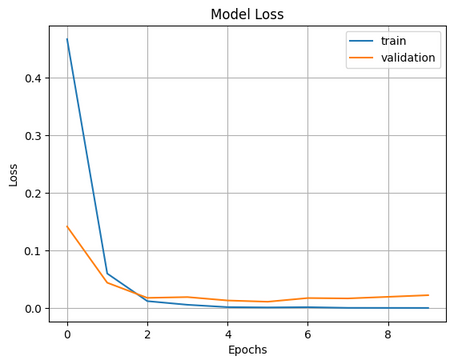 Model Loss
train
validation
0.4
0.3
0.2
0.1
0.0
Loss
0 2 4 6 8
Epochs